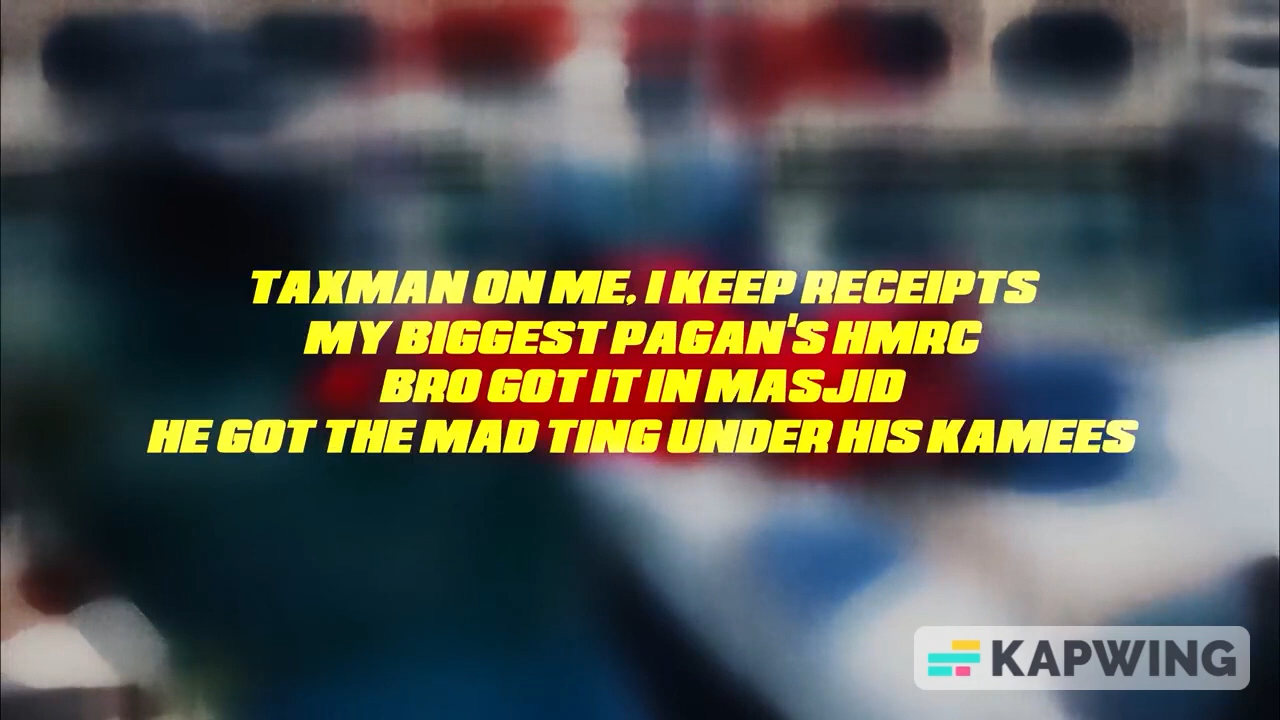 TAXMAN ON ME, I KEEP RECEIPTS
MY BIGGEST PAGAN'S HMRC
BRO GOT IT IN MASJID
HE GOT THE MAD TING UNDER HIS KAMEES
KAPWING